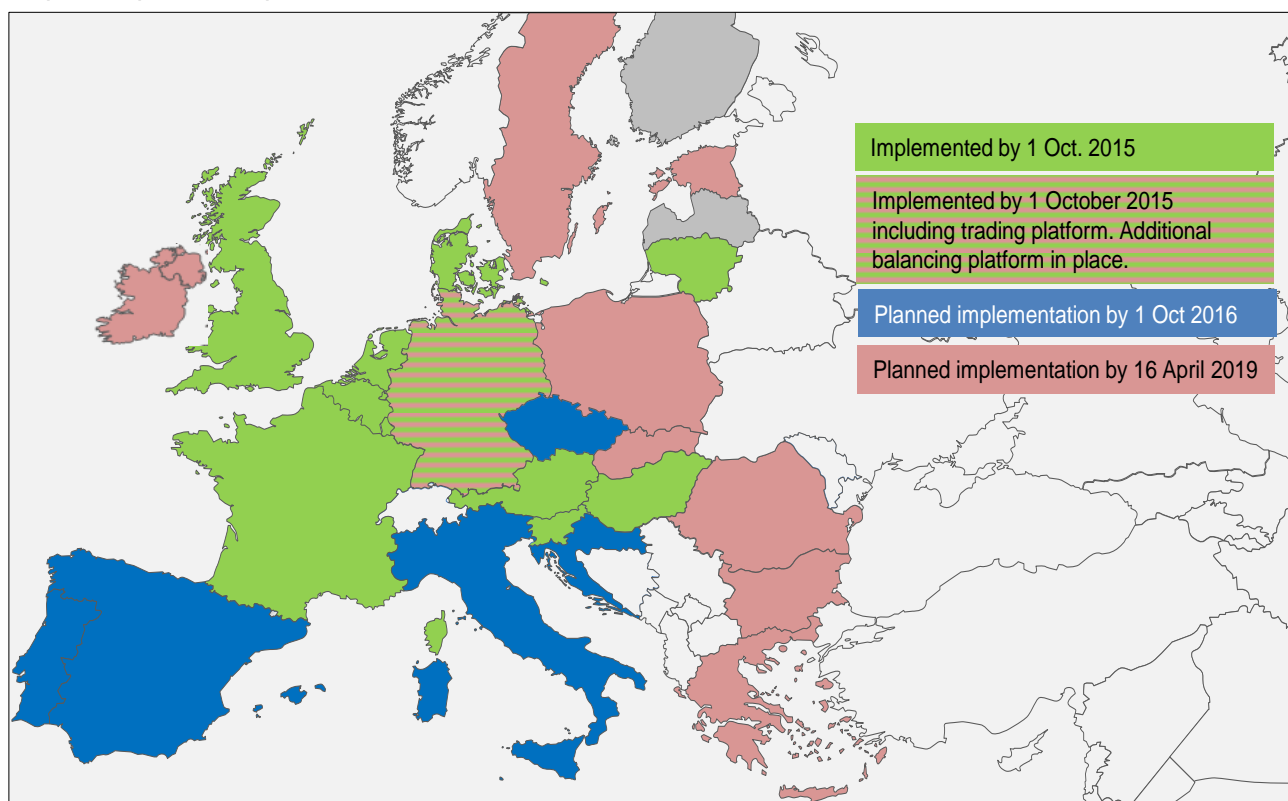 Implemented by 1 Oct. 2015
Implemented by 1 October 2015
including trading platform. Additional
balancing platform in place.
Planned implementation by 1 Oct 2016
Planned implementation by 16 April 2019